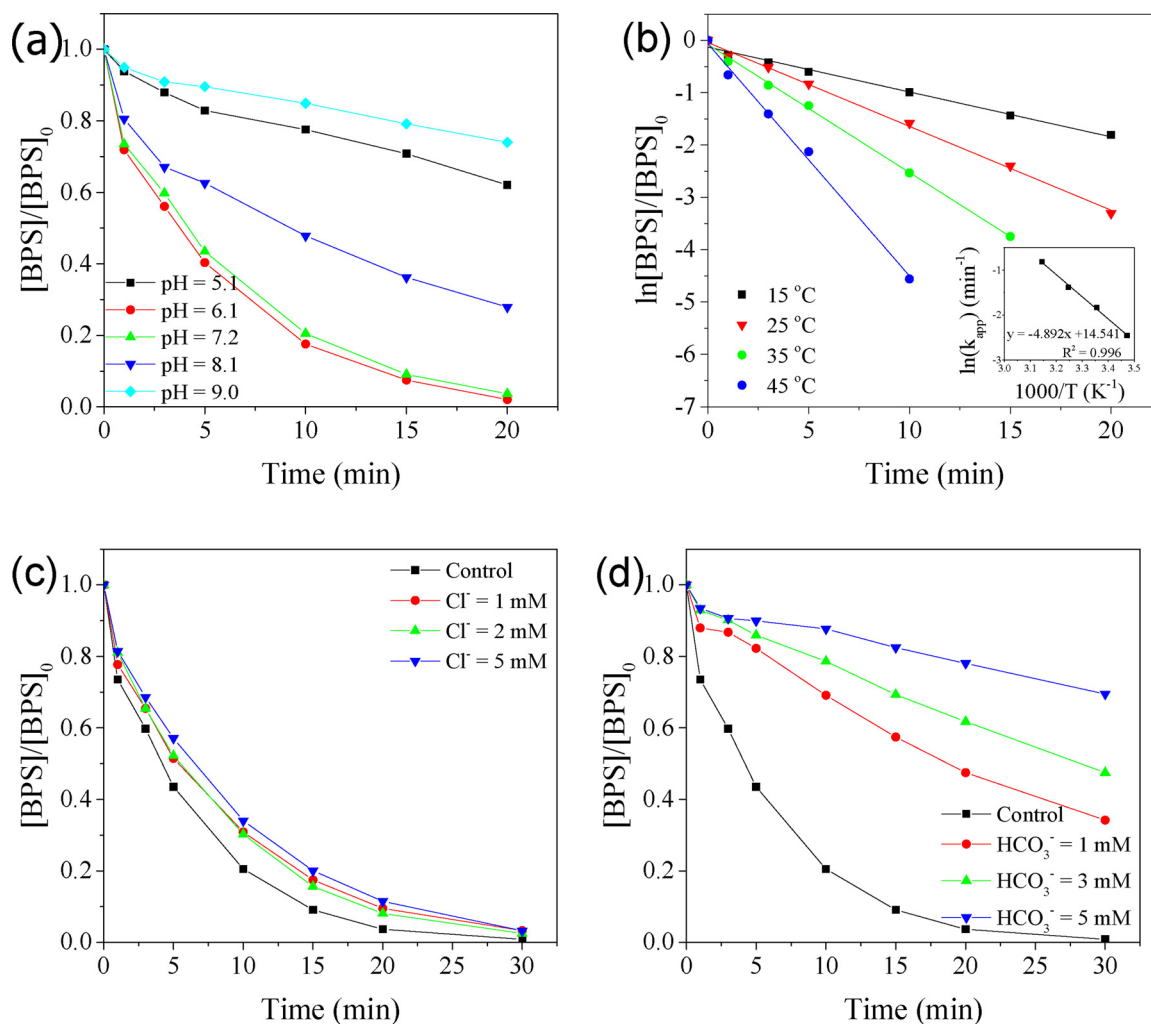 (a)
[BPS]/[BPS]0
1.0
0.8
0.6
0.4
0.2
0.0
pH = 5.1
pH = 6.1
pH = 7.2
pH = 8.1
pH = 9.0
0 5 10 15 20
Time (min)
(b)
ln[BPS]/[BPS]0
0
-1
-2
-3
-4
-5
-6
-7
15 °C
25 °C
35 °C
45 °C
ln(kapp) (min-1)
-1
-2
-3
y = -4.892x +14.541
R2 = 0.996
3.0 3.1 3.2 3.3 3.4 3.5
1000/T (K-1)
0 5 10 15 20
Time (min)
(c)
[BPS]/[BPS]0
1.0
0.8
0.6
0.4
0.2
0.0
Control
Cl- = 1 mM
Cl- = 2 mM
Cl- = 5 mM
0 5 10 15 20 25 30
Time (min)
(d)
[BPS]/[BPS]0
1.0
0.8
0.6
0.4
0.2
0.0
Control
HCO3- = 1 mM
HCO3- = 3 mM
HCO3- = 5 mM
0 5 10 15 20 25 30
Time (min)